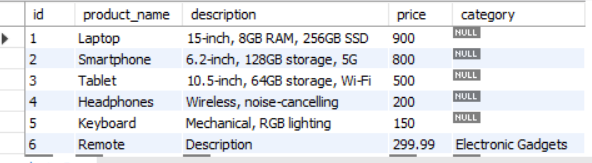 id product_name description price category
1 Laptop 15-inch, 8GB RAM, 256GB SSD 900 NULL
2 Smartphone 6.2-inch, 128GB storage, 5G 800 NULL
3 Tablet 10.5-inch, 64GB storage, Wi-Fi 500 NULL
4 Headphones Wireless, noise-cancelling 200 NULL
5 Keyboard Mechanical, RGB lighting 150 NULL
6 Remote Description 299.99 Electronic Gadgets